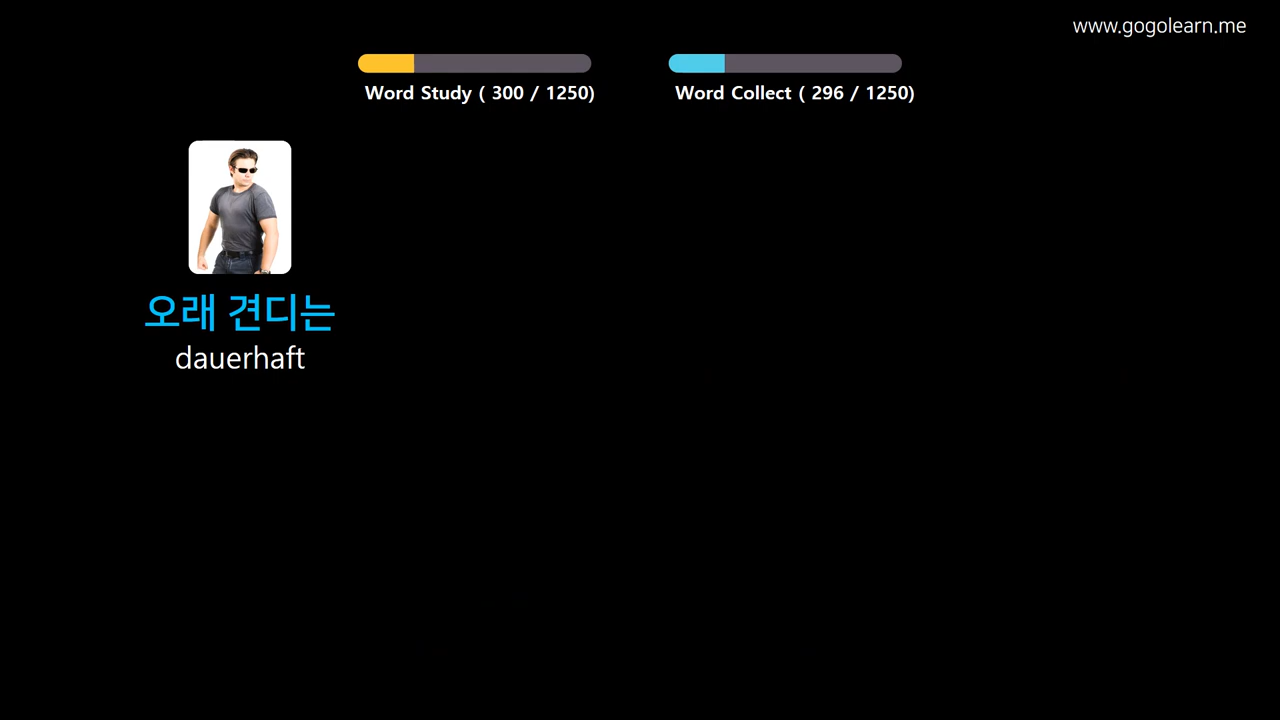 www.gogolearn.me
Word Study ( 300 / 1250)
Word Collect ( 296 / 1250)
오래 견디는
dauerhaft